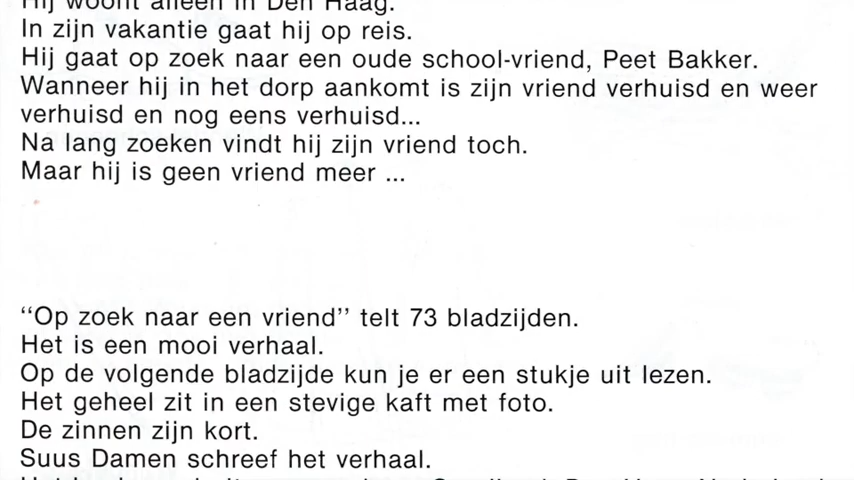 Hij woont alleen in Den Haag.
In zijn vakantie gaat hij op reis.
Hij gaat op zoek naar een oude school-vriend, Peet Bakker.
Wanneer hij in het dorp aankomt is zijn vriend verhuisd en weer
verhuisd en nog eens verhuisd...
Na lang zoeken vindt hij zijn vriend toch.
Maar hij is geen vriend meer ...
“Op zoek naar een vriend” telt 73 bladzijden.
Het is een mooi verhaal.
Op de volgende bladzijde kun je er een stukje uit lezen.
Het geheel zit in een stevige kaft met foto.
De zinnen zijn kort.
Suus Damen schreef het verhaal.